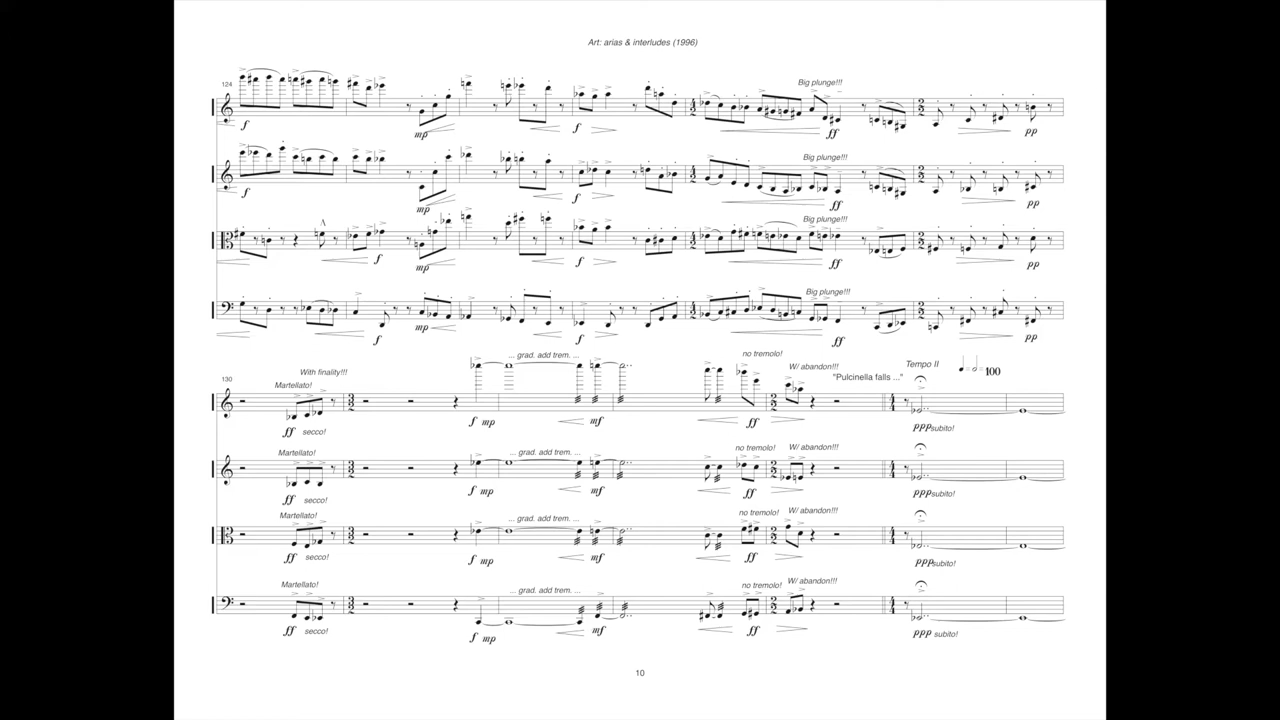 Art: arias & interludes (1996)
124
Big plunge!!!
f
mp
f
ff
pp
Big plunge!!!
f
mp
f
ff
pp
A
Big plunge!!!
f
mp
f
ff
pp
Big plunge!!!
f
mp
f
ff
pp
130
With finality!!!
Martellato!
... grad. add trem. ...
no tremolo!
W/ abandon!!!
"Pulcinella falls ..."
Tempo II
= 100
ff secco!
f mp
mf
ff
ppp subito!
Martellato!
... grad. add trem. ...
no tremolo!
W/ abandon!!!
ff secco!
f mp
mf
ff
ppp subito!
Martellato!
... grad. add trem. ...
no tremolo!
W/ abandon!!!
ff secco!
f mp
mf
ff
ppp subito!
Martellato!
... grad. add trem. ...
no tremolo!
W/ abandon!!!
ff secco!
f mp
mf
ff
ppp subito!
10